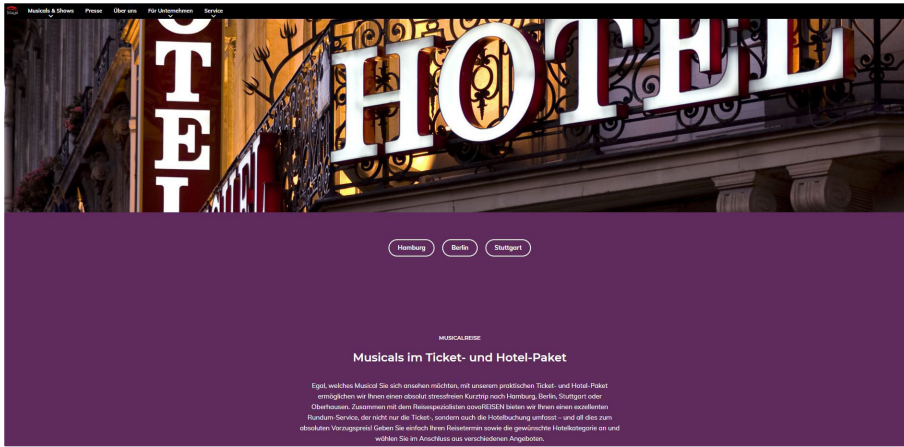 Stage
Musicals & Shows Presse Über uns Für Unternehmen Service
HOTEL
OTEL
Hamburg Berlin Stuttgart
MUSICALREISE
Musicals im Ticket- und Hotel-Paket
Egal, welches Musical Sie sich ansehen möchten, mit unserem praktischen Ticket- und Hotel-Paket
ermöglichen wir Ihnen einen absolut stressfreien Kurztrip nach Hamburg, Berlin, Stuttgart oder
Oberhausen. Zusammen mit dem Reisespezialisten aovoREISEN bieten wir Ihnen einen exzellenten
Rundum-Service, der nicht nur die Ticket-, sondern auch die Hotelbuchung umfasst – und all dies zum
absoluten Vorzugspreis! Geben Sie einfach Ihren Reisetermin sowie die gewünschte Hotelkategorie an und
wählen Sie im Anschluss aus verschiedenen Angeboten.